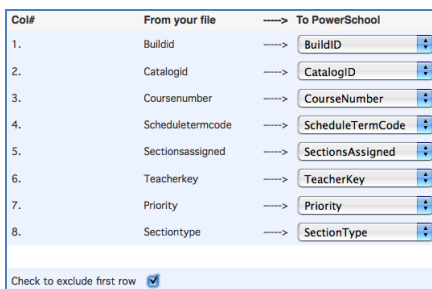 Col# From your file -----> To PowerSchool
1. Buildid -----> BuildID
2. Catalogid -----> CatalogID
3. Coursenumber -----> CourseNumber
4. Scheduletermcode -----> ScheduleTermCode
5. Sectionsassigned -----> SectionsAssigned
6. Teacherkey -----> TeacherKey
7. Priority -----> Priority
8. Sectiontype -----> SectionType
Check to exclude first row